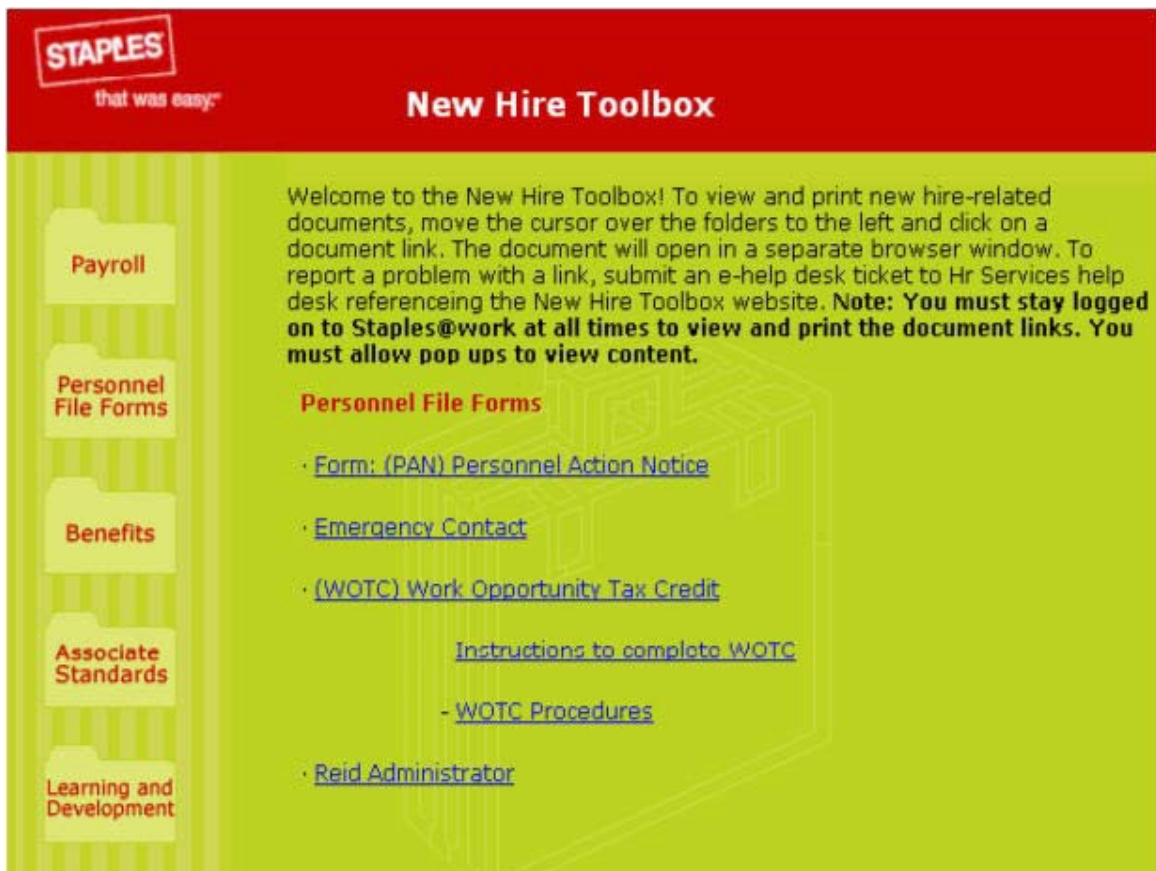 STAPLES
that was easy.℠
New Hire Toolbox
Payroll
Personnel
File Forms
Benefits
Associate
Standards
Learning and
Development
Welcome to the New Hire Toolbox! To view and print new hire-related
documents, move the cursor over the folders to the left and click on a
document link. The document will open in a separate browser window. To
report a problem with a link, submit an e-help desk ticket to Hr Services help
desk referenceing the New Hire Toolbox website. Note: You must stay logged
on to Staples@work at all times to view and print the document links. You
must allow pop ups to view content.
Personnel File Forms
· Form: (PAN) Personnel Action Notice
· Emergency Contact
· (WOTC) Work Opportunity Tax Credit
Instructions to complete WOTC
- WOTC Procedures
· Reid Administrator